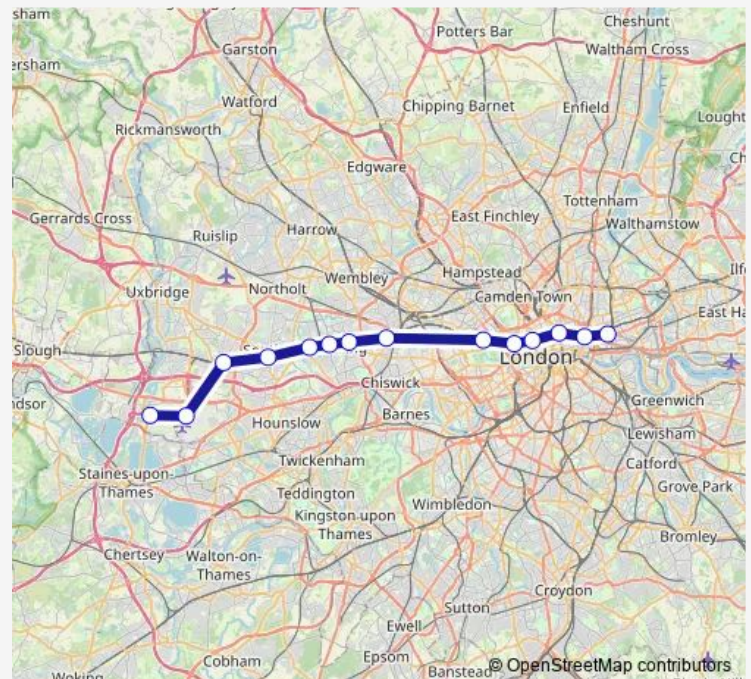 sham
Cheshunt
Potters Bar
Garston
Waltham Cross
ersham
Watford
Chipping Barnet
Enfield
Lought
Rickmansworth
Ch
Edgware
Tottenham
Gerrards Cross
Harrow
East Finchley
Walthamstow
Ruislip
Ilf
Wembley
Hampstead
Uxbridge
Northolt
Camden Town
East Ha
Slough
So
g
London
Chiswick
ndsor
Barnes
Greenwich
Hounslow
Lewisham
Twickenham
Catford
Staines-upon-
Thames
Teddington
Grove Park
Kingston upon
Thames
Wimbledon
Bromley
Chertsey
Walton-on-
Thames
Croydon
Sutton
Ewell
Cobham
Epsom
Banstead
Woking
© OpenStreetMap contributors